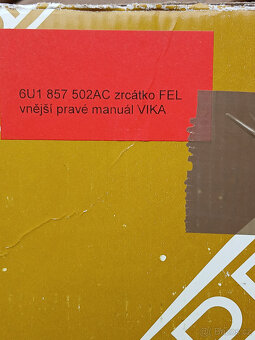 6U1 857 502AC zrcátko FEL
vnější pravé manuál VIKA